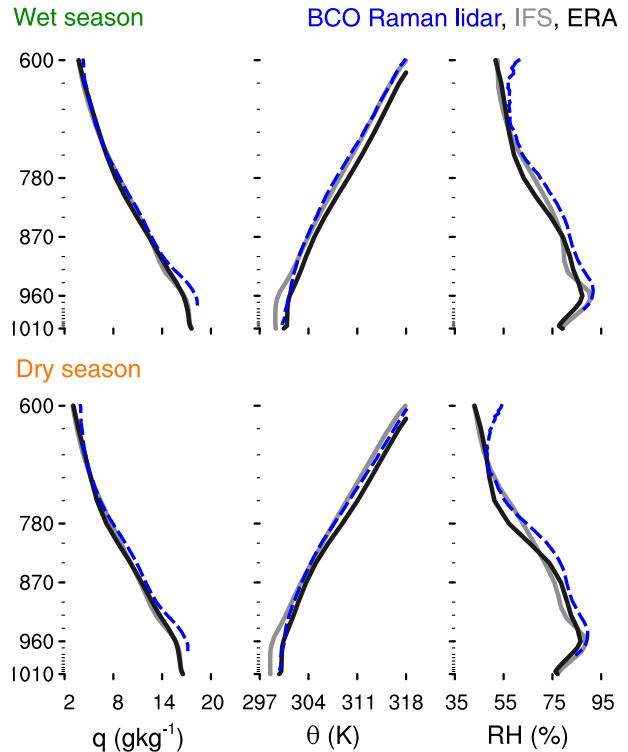 Wet season BCO Raman lidar, IFS, ERA
600
780
870
960
1010
Dry season
600
780
870
960
1010
2 8 14 20 297 304 311 318 35 55 75 95
q (gkg⁻¹) θ (K) RH (%)